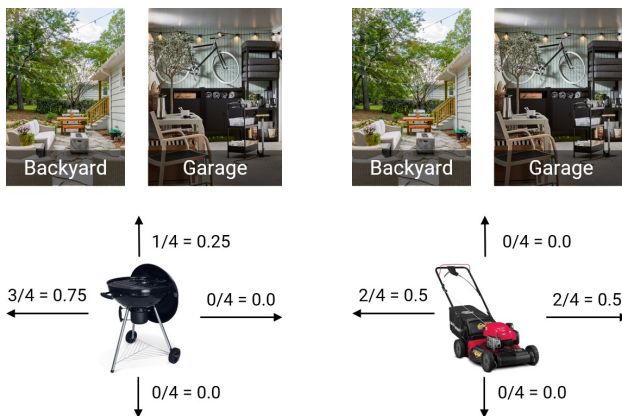 Backyard
Garage
Backyard
Garage
1/4 = 0.25
0/4 = 0.0
3/4 = 0.75
0/4 = 0.0
2/4 = 0.5
2/4 = 0.5
0/4 = 0.0
0/4 = 0.0